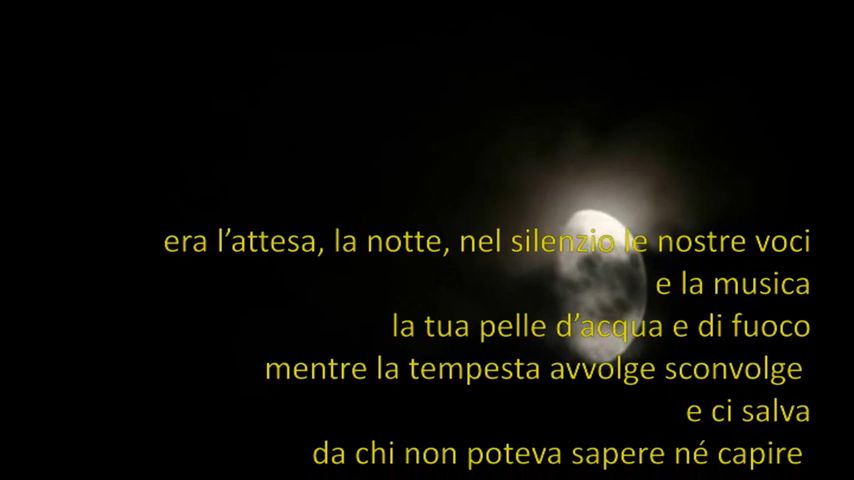 era l’attesa, la notte, nel silenzio le nostre voci
e la musica
la tua pelle d’acqua e di fuoco
mentre la tempesta avvolge sconvolge
e ci salva
da chi non poteva sapere né capire